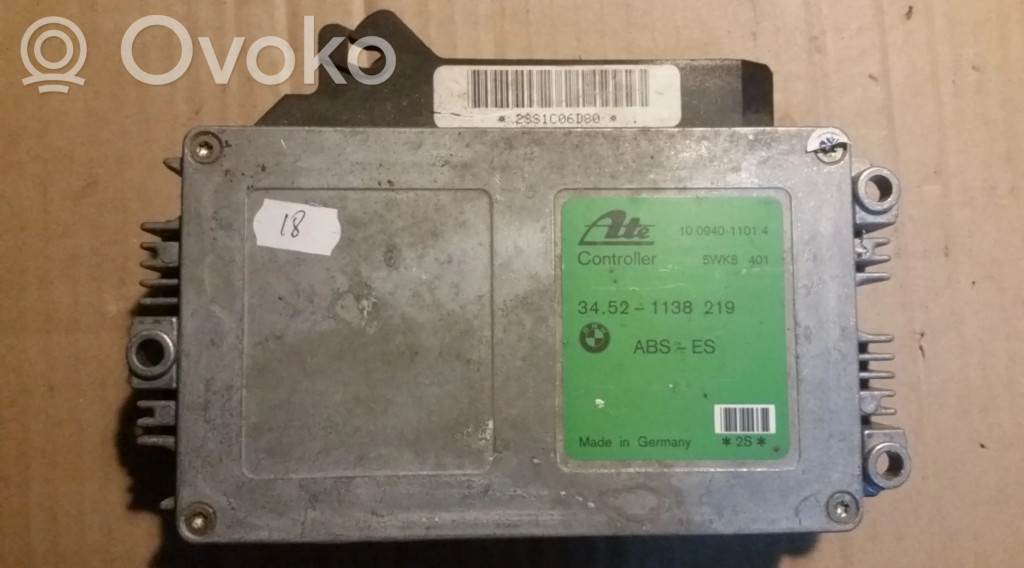 Ovoko
* 2SS1C06D80 *
18
Ate
10.0940-1101.4
Controller 5WK8 401
34.52-1138 219
BMW
ABS-ES
Made in Germany *2S*